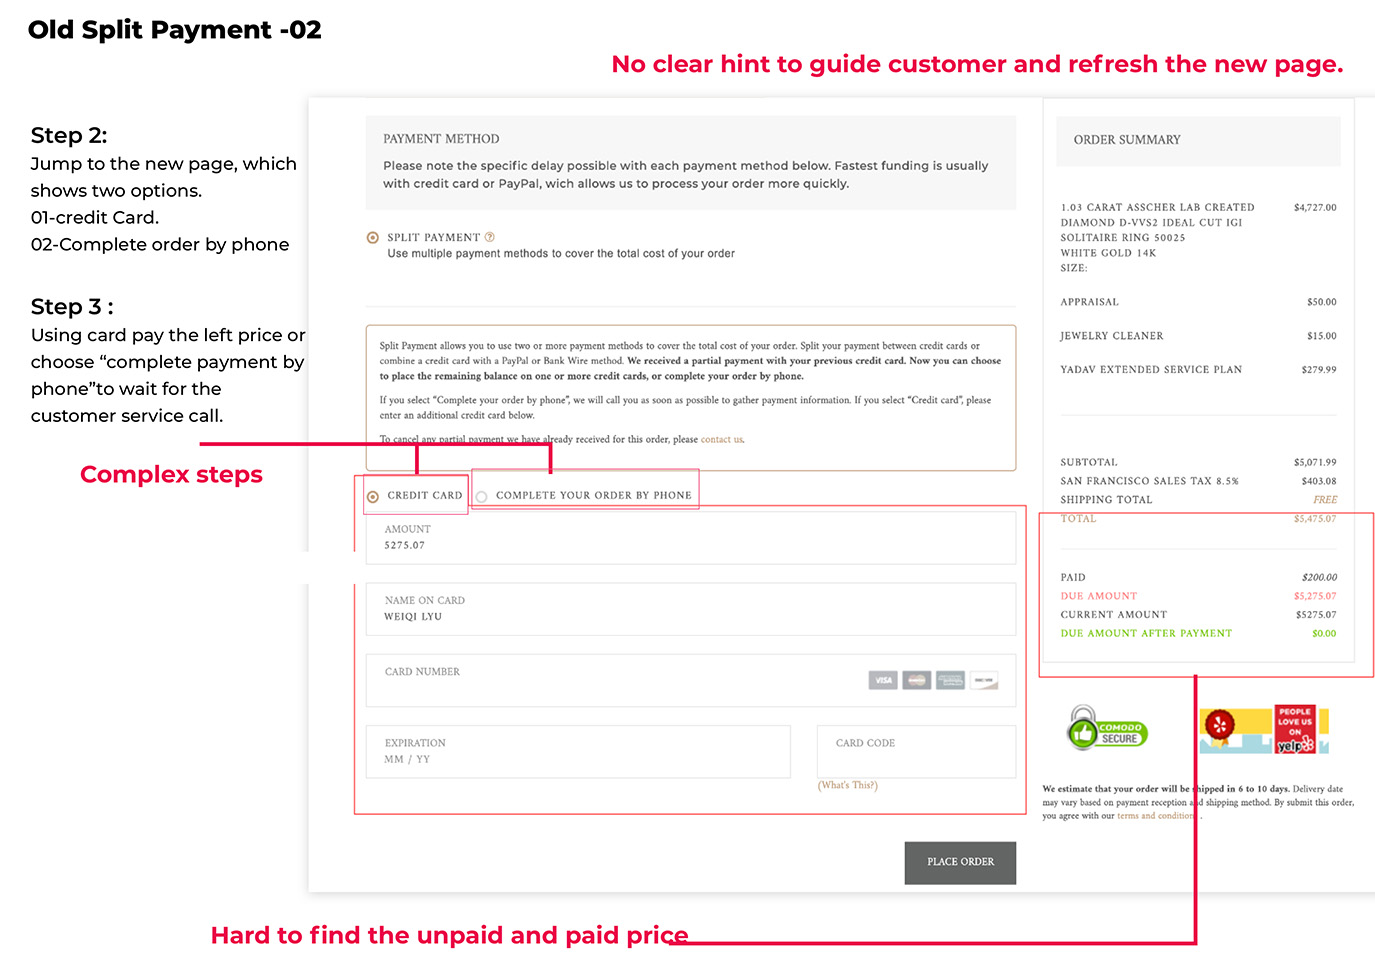 Old Split Payment -02
No clear hint to guide customer and refresh the new page.
Step 2:
Jump to the new page, which
shows two options.
01-credit Card.
02-Complete order by phone
Step 3 :
Using card pay the left price or
choose “complete payment by
phone”to wait for the
customer service call.
Complex steps
PAYMENT METHOD
Please note the specific delay possible with each payment method below. Fastest funding is usually
with credit card or PayPal, wich allows us to process your order more quickly.
SPLIT PAYMENT ?
Use multiple payment methods to cover the total cost of your order
Split Payment allows you to use two or more payment methods to cover the total cost of your order. Split your payment between credit cards or
combine a credit card with a PayPal or Bank Wire method. We received a partial payment with your previous credit card. Now you can choose
to place the remaining balance on one or more credit cards, or complete your order by phone.
If you select “Complete your order by phone”, we will call you as soon as possible to gather payment information. If you select “Credit card”, please
enter an additional credit card below.
To cancel any partial payment we have already received for this order, please contact us.
CREDIT CARD
COMPLETE YOUR ORDER BY PHONE
AMOUNT
5275.07
NAME ON CARD
WEIQI LYU
CARD NUMBER
VISA
EXPIRATION
MM / YY
CARD CODE
(What's This?)
PLACE ORDER
ORDER SUMMARY
1.03 CARAT ASSCHER LAB CREATED $4,727.00
DIAMOND D-VVS2 IDEAL CUT IGI
SOLITAIRE RING 50025
WHITE GOLD 14K
SIZE:
APPRAISAL $50.00
JEWELRY CLEANER $15.00
YADAV EXTENDED SERVICE PLAN $279.99
SUBTOTAL $5,071.99
SAN FRANCISCO SALES TAX 8.5% $403.08
SHIPPING TOTAL FREE
TOTAL $5,475.07
PAID $200.00
DUE AMOUNT $5,275.07
CURRENT AMOUNT $5275.07
DUE AMOUNT AFTER PAYMENT $0.00
COMODO
SECURE
PEOPLE
LOVE US
ON
yelp
We estimate that your order will be shipped in 6 to 10 days. Delivery date
may vary based on payment reception and shipping method. By submit this order,
you agree with our terms and conditions .
Hard to find the unpaid and paid price